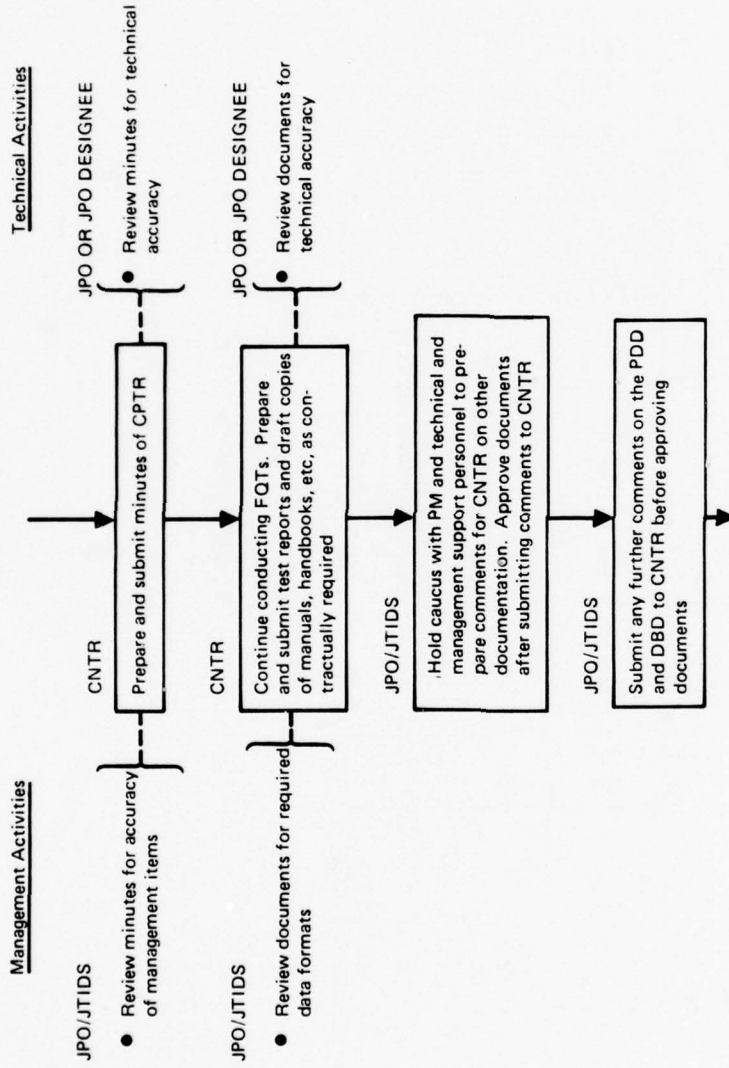 Management Activities
Technical Activities
JPO/JTIDS
● Review minutes for accuracy
of management items
CNTR
Prepare and submit minutes of CPTR
JPO OR JPO DESIGNEE
● Review minutes for technical
accuracy
JPO/JTIDS
● Review documents for required
data formats
CNTR
Continue conducting FQTs. Prepare
and submit test reports and draft copies
of manuals, handbooks, etc, as con-
tractually required
JPO OR JPO DESIGNEE
● Review documents for
technical accuracy
JPO/JTIDS
Hold caucus with PM and technical and
management support personnel to pre-
pare comments for CNTR on other
documentation. Approve documents
after submitting comments to CNTR
JPO/JTIDS
Submit any further comments on the PDD
and DBD to CNTR before approving
documents